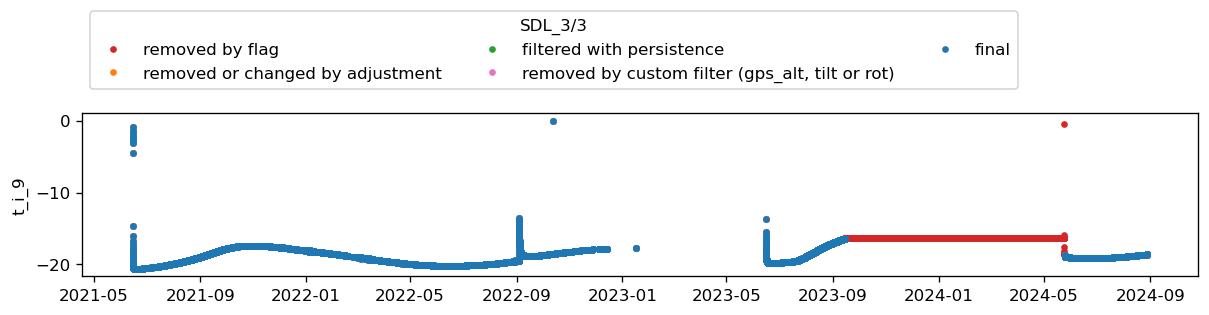 SDL_3/3
removed by flag
removed or changed by adjustment
filtered with persistence
removed by custom filter (gps_alt, tilt or rot)
final
t_i_9
0
−10
−20
2021-05 2021-09 2022-01 2022-05 2022-09 2023-01 2023-05 2023-09 2024-01 2024-05 2024-09